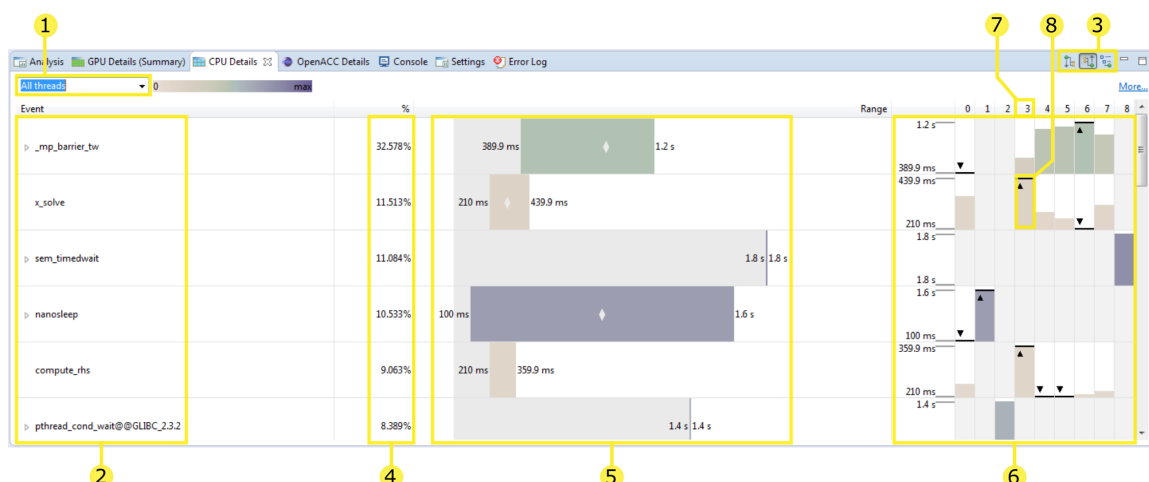 1
7
8
3
Analysis
GPU Details (Summary)
CPU Details
OpenACC Details
Console
Settings
Error Log
All threads
0
max
More...
Event
%
Range
0 1 2 3 4 5 6 7 8
_mp_barrier_tw
32.578%
389.9 ms
1.2 s
1.2 s
389.9 ms
x_solve
11.513%
210 ms
439.9 ms
439.9 ms
210 ms
sem_timedwait
11.084%
1.8 s
1.8 s
1.8 s
1.8 s
nanosleep
10.533%
100 ms
1.6 s
1.6 s
100 ms
compute_rhs
9.063%
210 ms
359.9 ms
359.9 ms
210 ms
pthread_cond_wait@@GLIBC_2.3.2
8.389%
1.4 s
1.4 s
1.4 s
2
4
5
6